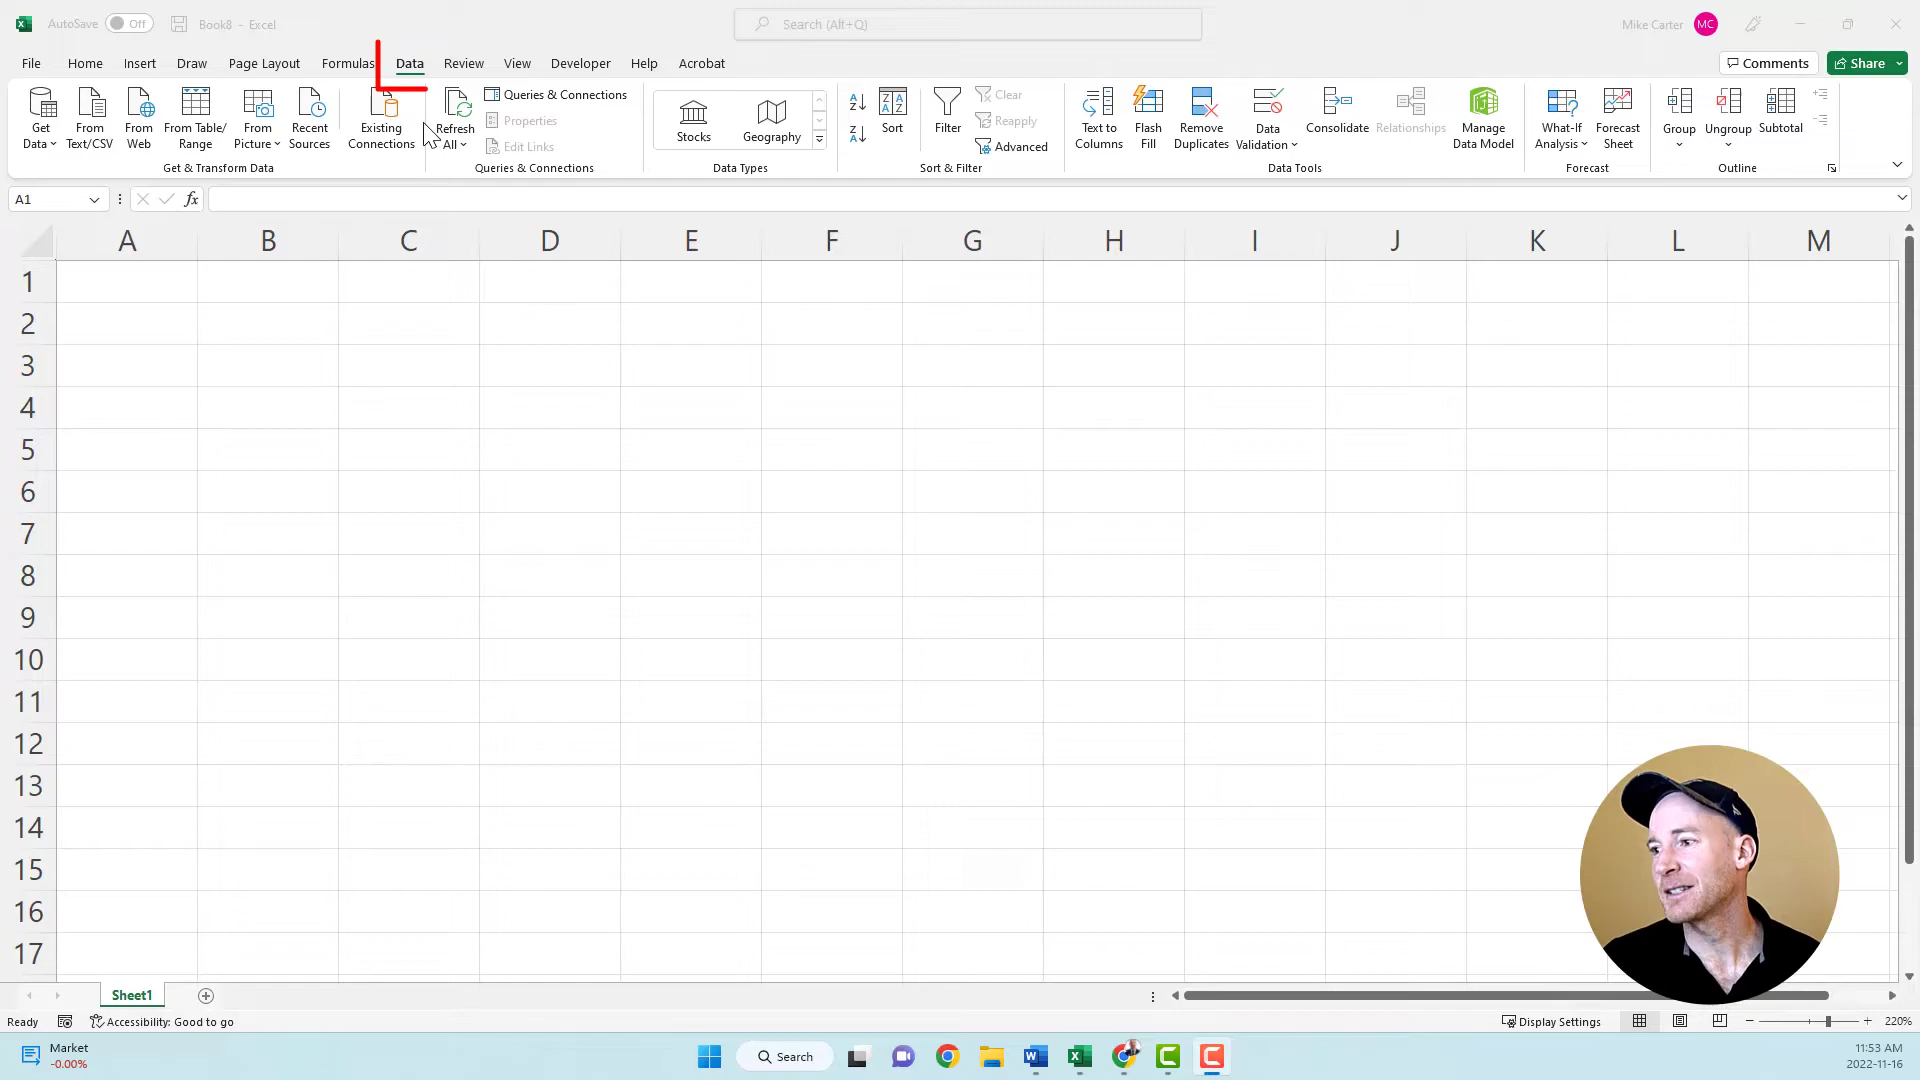 AutoSave Off Book8 - Excel Search (Alt+Q) Mike Carter MC
File Home Insert Draw Page Layout Formulas Data Review View Developer Help Acrobat Comments Share
Get Data From Text/CSV From Web From Table/ Range From Picture Recent Sources Existing Connections
Get & Transform Data
Refresh All Queries & Connections Properties Edit Links
Queries & Connections
Stocks Geography
Data Types
Sort Filter Clear Reapply Advanced
Sort & Filter
Text to Columns Flash Fill Remove Duplicates Data Validation Consolidate Relationships Manage Data Model
Data Tools
What-If Analysis Forecast Sheet
Forecast
Group Ungroup Subtotal
Outline
A1 fx
A B C D E F G H I J K L M
1
2
3
4
5
6
7
8
9
10
11
12
13
14
15
16
17
Sheet1
Ready Accessibility: Good to go Display Settings 220%
Market
-0.00%
Search
11:53 AM
2022-11-16